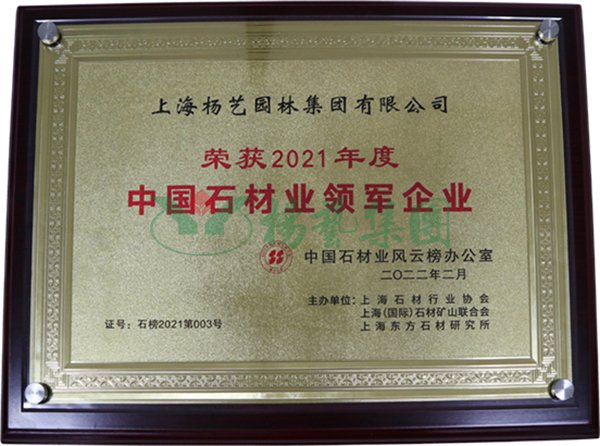 上海杨艺园林集团有限公司
荣获2021年度
中国石材业领军企业
杨艺集团
中国石材业风云榜办公室
二〇二二年二月
主办单位：上海石材行业协会
上海（国际）石材矿山联合会
上海东方石材研究所
证号：石榜2021第003号